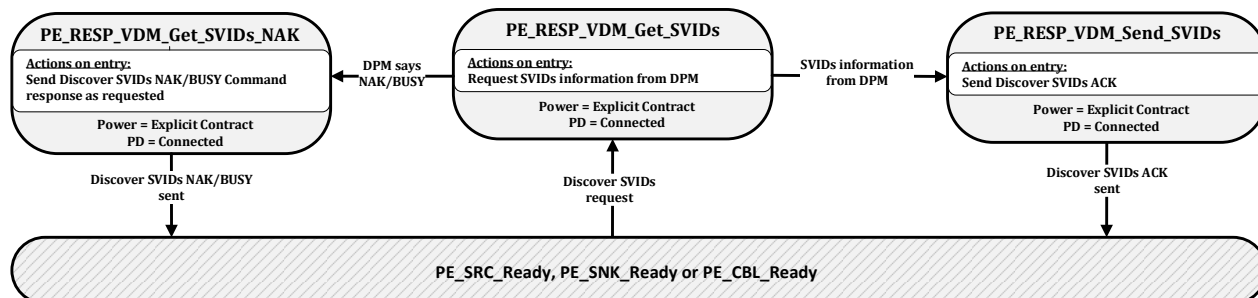 PE_RESP_VDM_Get_SVIDs_NAK
Actions on entry:
Send Discover SVIDs NAK/BUSY Command
response as requested
Power = Explicit Contract
PD = Connected
DPM says
NAK/BUSY
PE_RESP_VDM_Get_SVIDs
Actions on entry:
Request SVIDs information from DPM
Power = Explicit Contract
PD = Connected
SVIDs information
from DPM
PE_RESP_VDM_Send_SVIDs
Actions on entry:
Send Discover SVIDs ACK
Power = Explicit Contract
PD = Connected
Discover SVIDs NAK/BUSY
sent
Discover SVIDs
request
Discover SVIDs ACK
sent
PE_SRC_Ready, PE_SNK_Ready or PE_CBL_Ready